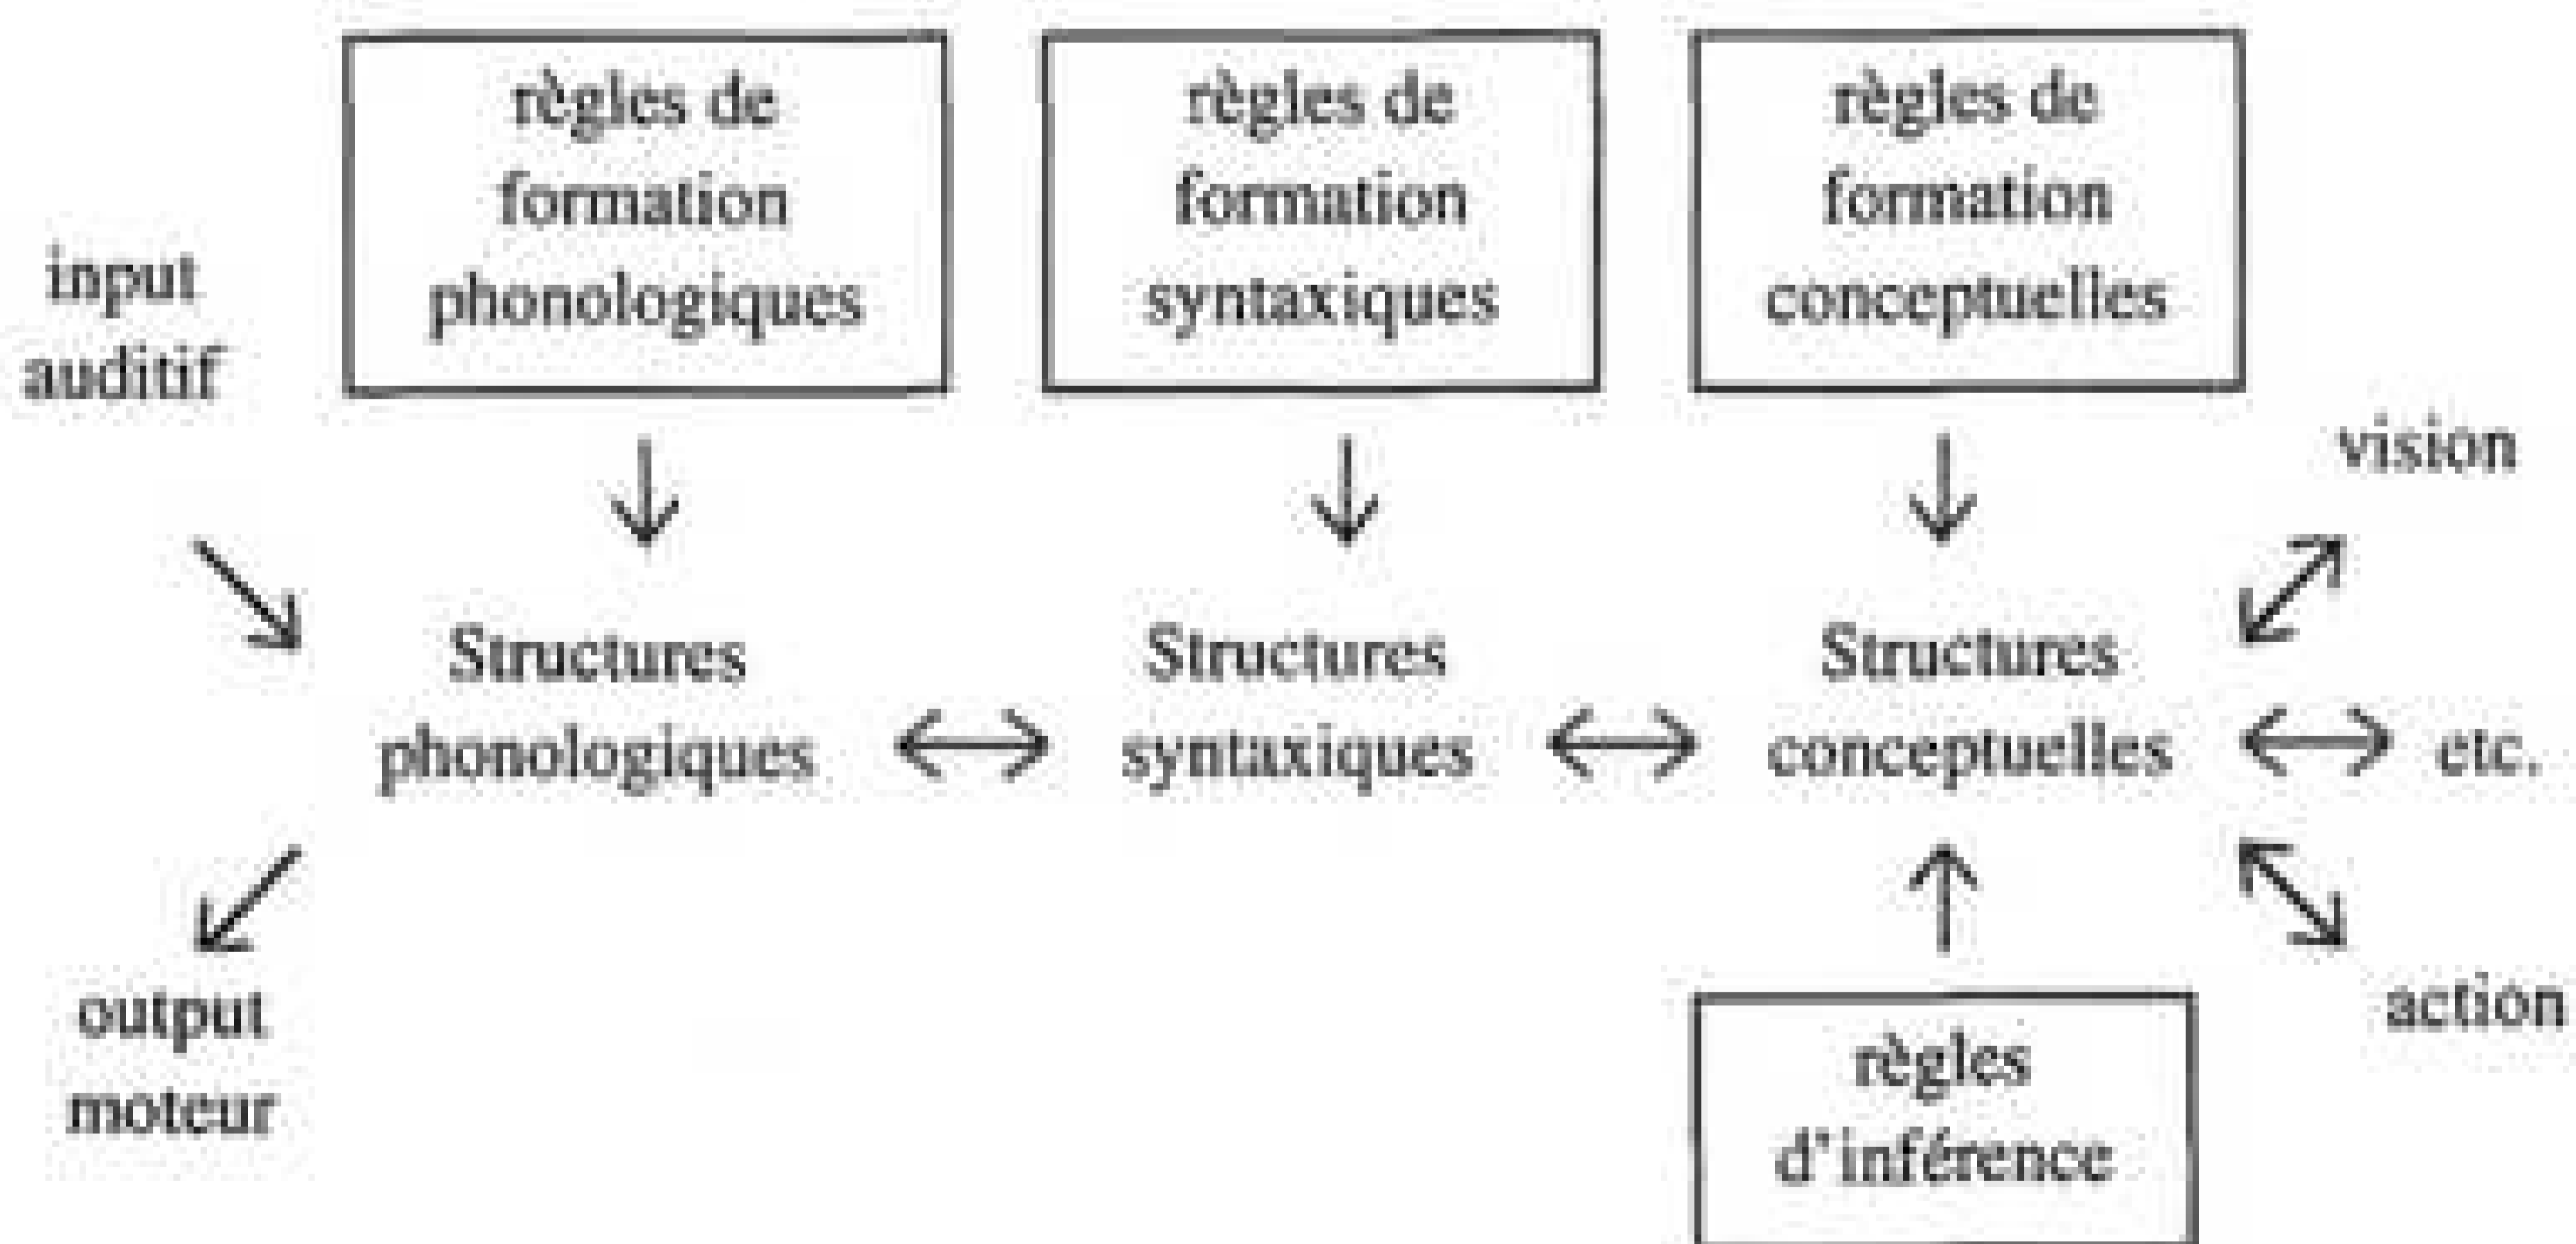 règles de
formation
phonologiques
règles de
formation
syntaxiques
règles de
formation
conceptuelles
input
auditif
vision
Structures
phonologiques
Structures
syntaxiques
Structures
conceptuelles
etc.
output
moteur
action
règles
d'inférence